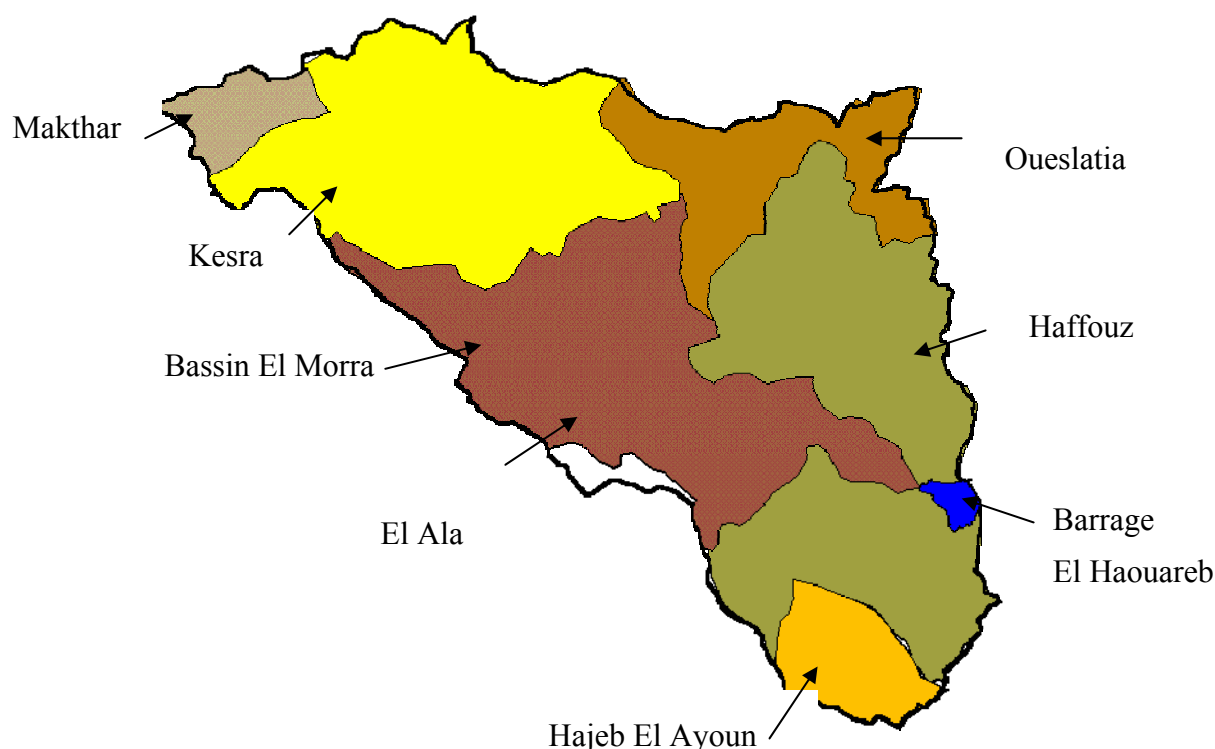 Makthar
Oueslatia
Kesra
Haffouz
Bassin El Morra
El Ala
Barrage
El Haouareb
Hajeb El Ayoun